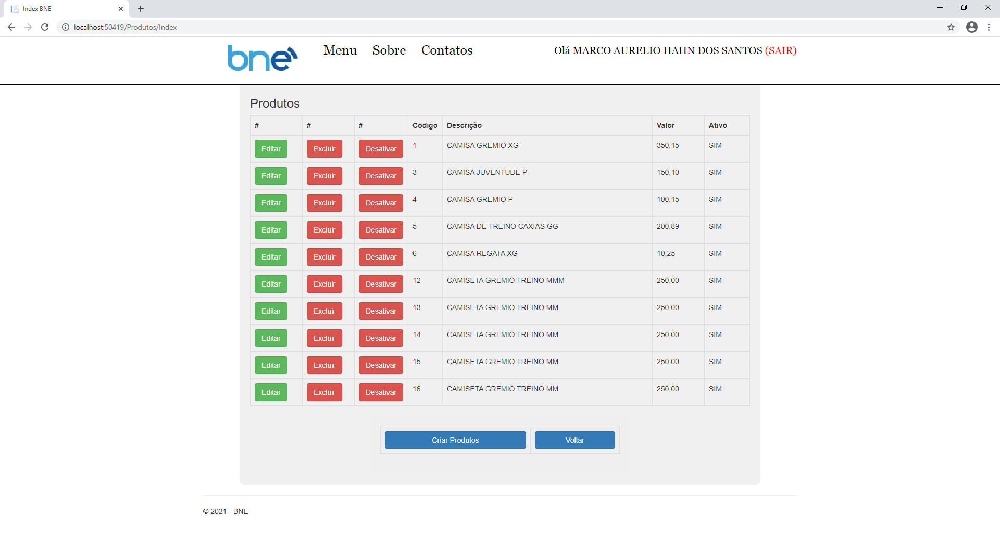 Index BNE
localhost:50419/Produtos/Index
bne Menu Sobre Contatos Olá MARCO AURELIO HAHN DOS SANTOS (SAIR)
Produtos
# # # Codigo Descrição Valor Ativo
Editar Excluir Desativar 1 CAMISA GREMIO XG 350,15 SIM
Editar Excluir Desativar 3 CAMISA JUVENTUDE P 150,10 SIM
Editar Excluir Desativar 4 CAMISA GREMIO P 100,15 SIM
Editar Excluir Desativar 5 CAMISA DE TREINO CAXIAS GG 200,89 SIM
Editar Excluir Desativar 6 CAMISA REGATA XG 10,25 SIM
Editar Excluir Desativar 12 CAMISETA GREMIO TREINO MMM 250,00 SIM
Editar Excluir Desativar 13 CAMISETA GREMIO TREINO MM 250,00 SIM
Editar Excluir Desativar 14 CAMISETA GREMIO TREINO MM 250,00 SIM
Editar Excluir Desativar 15 CAMISETA GREMIO TREINO MM 250,00 SIM
Editar Excluir Desativar 16 CAMISETA GREMIO TREINO MM 250,00 SIM
Criar Produtos Voltar
© 2021 - BNE